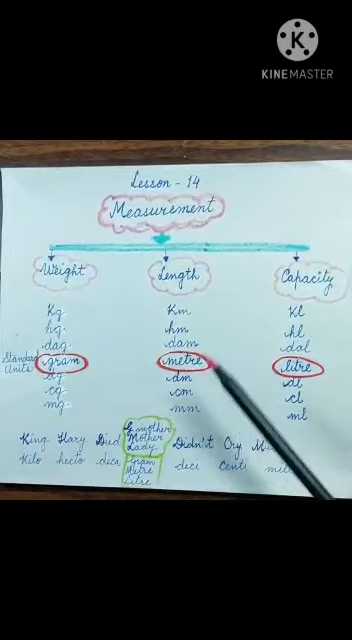 K
KINEMASTER
Lesson - 14
Measurement
Weight Length Capacity
Kg Km Kl
hg hm hl
dag dam dal
Standard Units gram metre litre
dg dm dl
cg cm cl
mg mm ml
King Hary Died G.mother Mother Lady Didn't Cry
Kilo hecto deca Gram Metre Litre deci centi